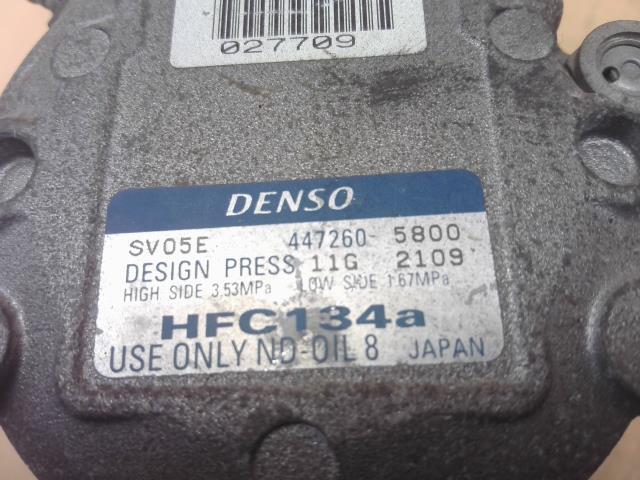 027709
DENSO
SV05E 447260-5800
DESIGN PRESS 11G 2109
HIGH SIDE 3.53MPa LOW SIDE 1.67MPa
HFC134a
USE ONLY ND-OIL 8 JAPAN